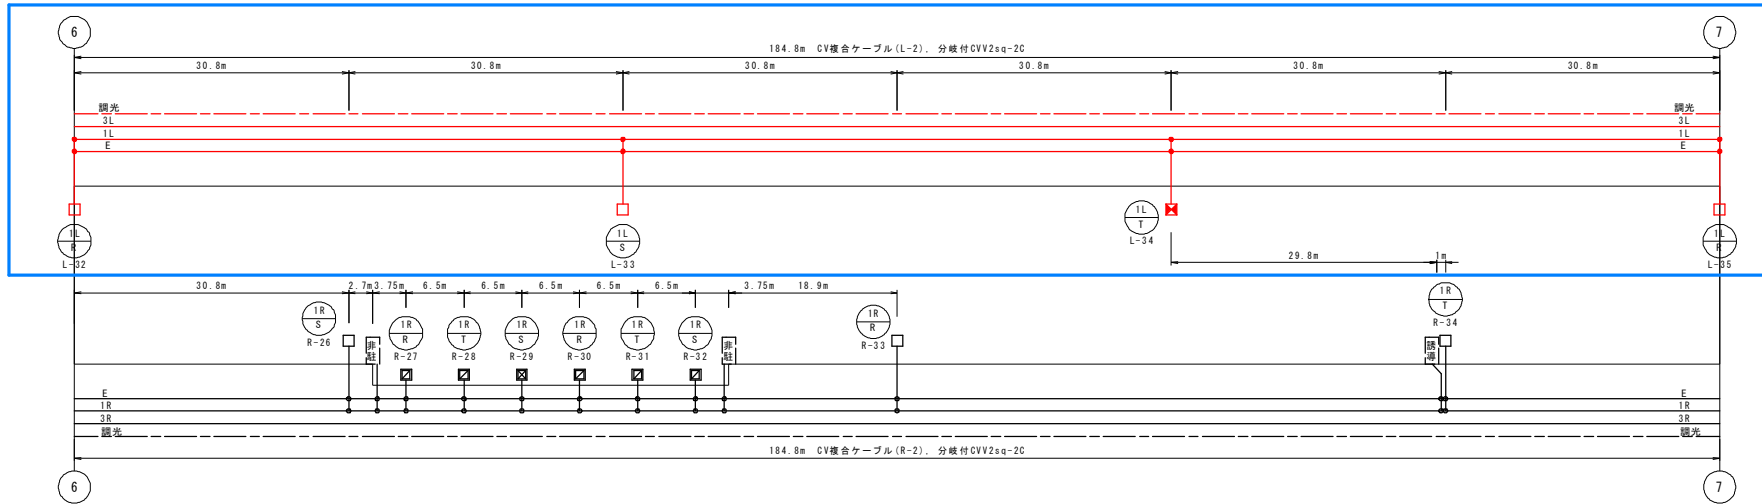 6
7
184.8m CV複合ケーブル(L-2), 分岐付CVV2sq-2C
30.8m 30.8m 30.8m 30.8m 30.8m 30.8m
調光 調光
3L 3L
1L 1L
E E
1L
R
L-32
1L
S
L-33
1L
T
L-34
1L
R
L-35
29.8m 1m
30.8m 2.7m 3.75m 6.5m 6.5m 6.5m 6.5m 6.5m 3.75m 18.9m
1R
S
R-26
非駐
1R
R
R-27
1R
T
R-28
1R
S
R-29
1R
R
R-30
1R
T
R-31
1R
S
R-32
非駐
1R
R
R-33
誘導
1R
T
R-34
E E
1R 1R
3R 3R
調光 調光
184.8m CV複合ケーブル(R-2), 分岐付CVV2sq-2C
6
7